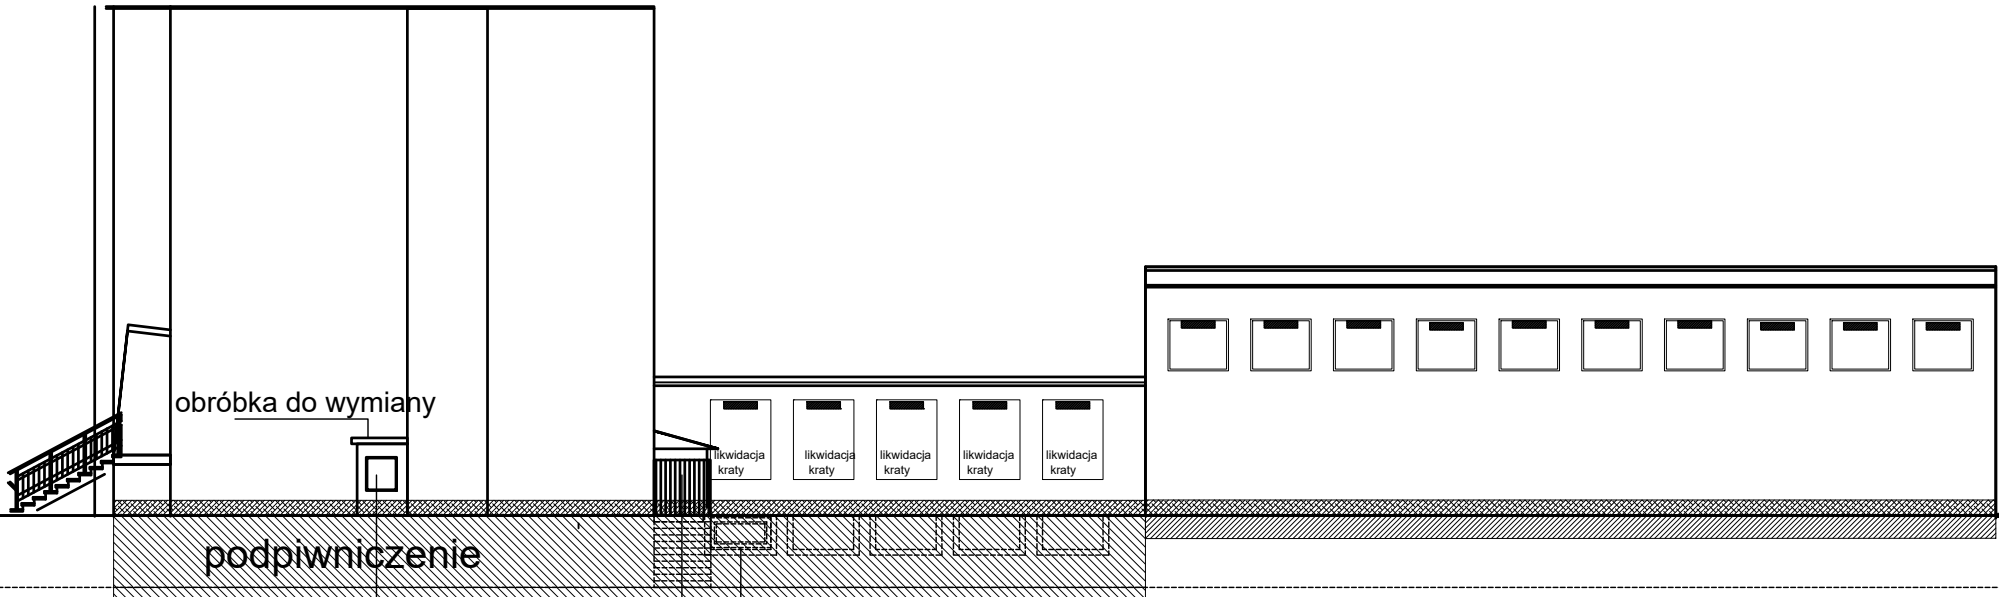 obróbka do wymiany
likwidacja
kraty
likwidacja
kraty
likwidacja
kraty
likwidacja
kraty
likwidacja
kraty
podpiwniczenie